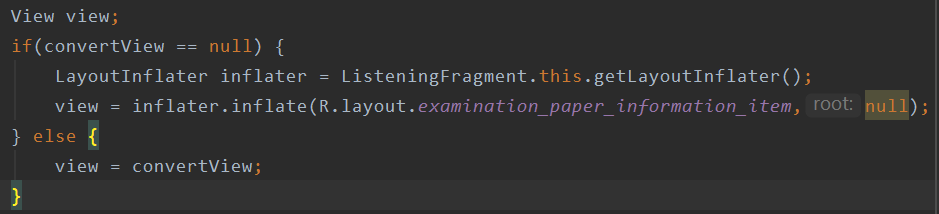 View view;
if(convertView == null) {
    LayoutInflater inflater = ListeningFragment.this.getLayoutInflater();
    view = inflater.inflate(R.layout.examination_paper_information_item, root: null);
} else {
    view = convertView;
}